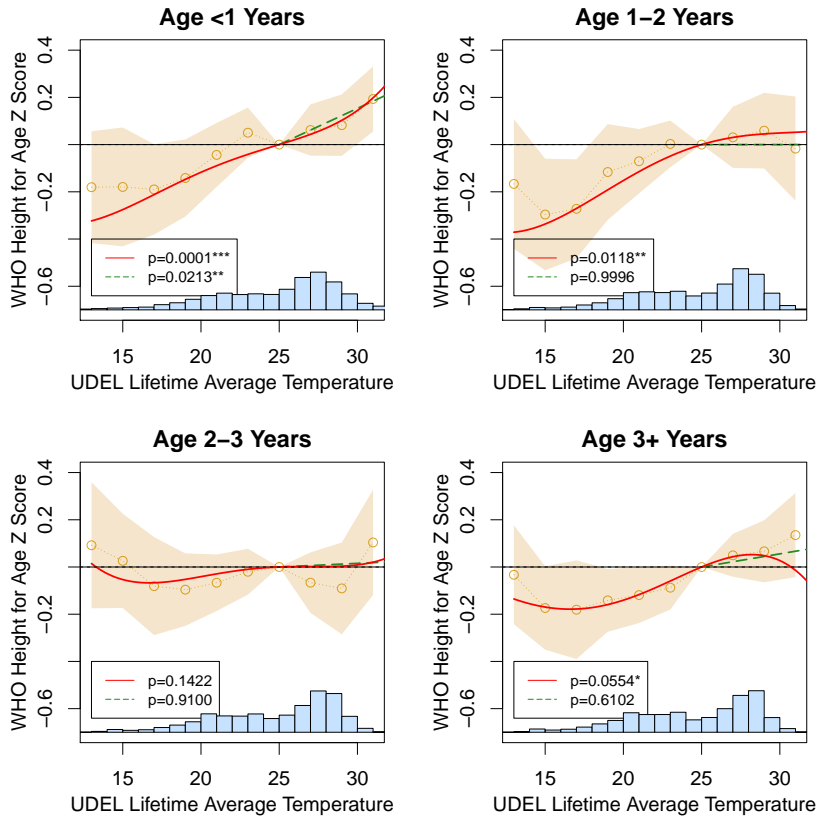 Age <1 Years
WHO Height for Age Z Score
0.4
0.2
−0.2
−0.6
p=0.0001***
p=0.0213**
15 20 25 30
UDEL Lifetime Average Temperature
Age 1−2 Years
WHO Height for Age Z Score
0.4
0.2
−0.2
−0.6
p=0.0118**
p=0.9996
15 20 25 30
UDEL Lifetime Average Temperature
Age 2−3 Years
WHO Height for Age Z Score
0.4
0.2
−0.2
−0.6
p=0.1422
p=0.9100
15 20 25 30
UDEL Lifetime Average Temperature
Age 3+ Years
WHO Height for Age Z Score
0.4
0.2
−0.2
−0.6
p=0.0554*
p=0.6102
15 20 25 30
UDEL Lifetime Average Temperature